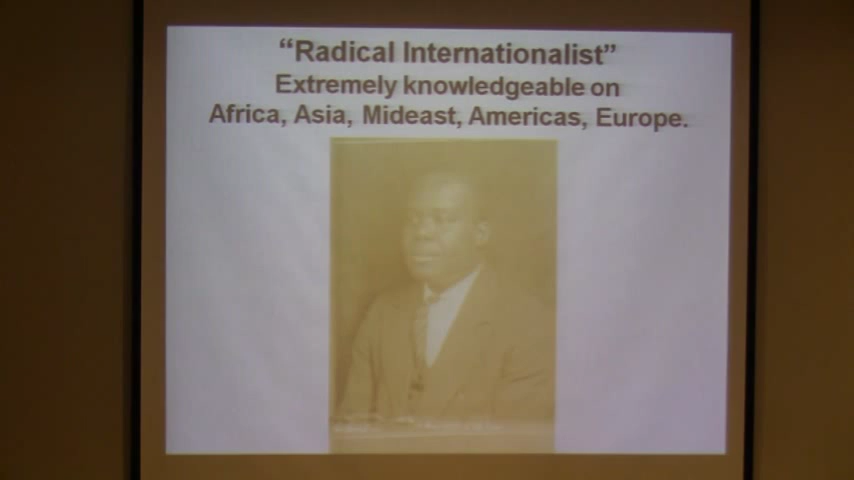 “Radical Internationalist”
Extremely knowledgeable on
Africa, Asia, Mideast, Americas, Europe.